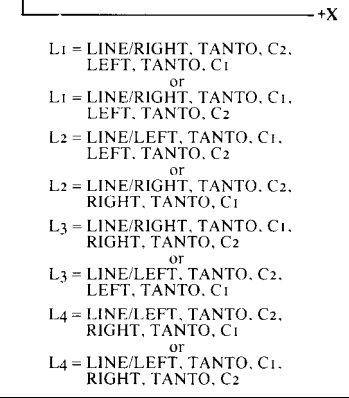 +X
L1 = LINE/RIGHT, TANTO, C2,
LEFT, TANTO, C1
or
L1 = LINE/RIGHT, TANTO, C1,
LEFT, TANTO, C2
L2 = LINE/LEFT, TANTO, C1,
LEFT. TANTO, C2
or
L2 = LINE/RIGHT, TANTO, C2,
RIGHT, TANTO, C1
L3 = LINE/RIGHT, TANTO, C1,
RIGHT, TANTO, C2
or
L3 = LINE/LEFT, TANTO, C2,
LEFT, TANTO, C1
L4 = LINE/LEFT, TANTO, C2,
RIGHT, TANTO, C1
or
L4 = LINE/LEFT, TANTO, C1,
RIGHT, TANTO, C2